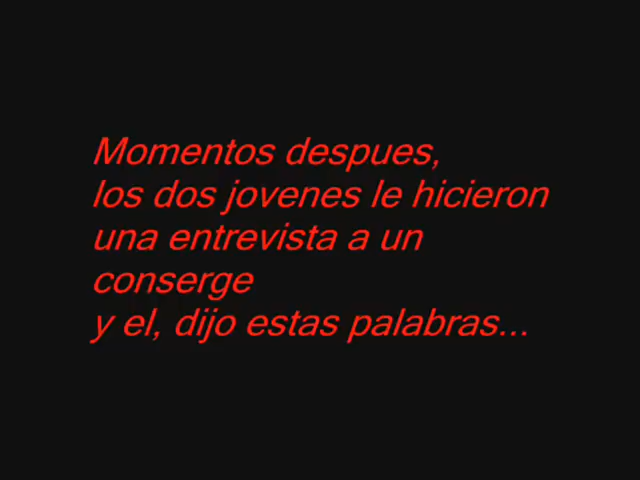 Momentos despues,
los dos jovenes le hicieron
una entrevista a un
conserge
y el, dijo estas palabras...